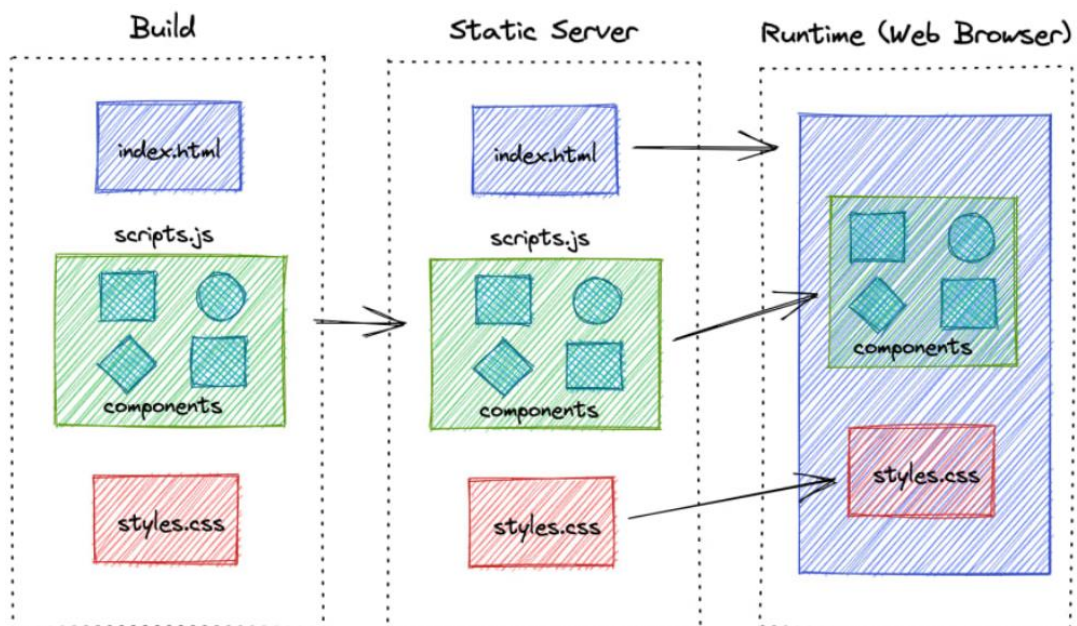 Build
Static Server
Runtime (Web Browser)
index.html
scripts.js
components
styles.css
index.html
scripts.js
components
styles.css
components
styles.css